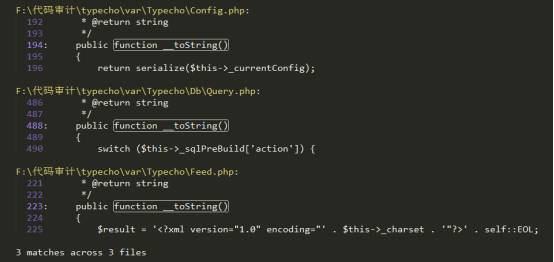 F:\代码审计\typecho\var\Typecho\Config.php:
192 * @return string
193 */
194: public function __toString()
195 {
196 return serialize($this->_currentConfig);
F:\代码审计\typecho\var\Typecho\Db\Query.php:
486 * @return string
487 */
488: public function __toString()
489 {
490 switch ($this->_sqlPreBuild['action']) {
F:\代码审计\typecho\var\Typecho\Feed.php:
221 * @return string
222 */
223: public function __toString()
224 {
225 $result = '<?xml version="1.0" encoding="' . $this->_charset . '"?>' . self::EOL;
3 matches across 3 files